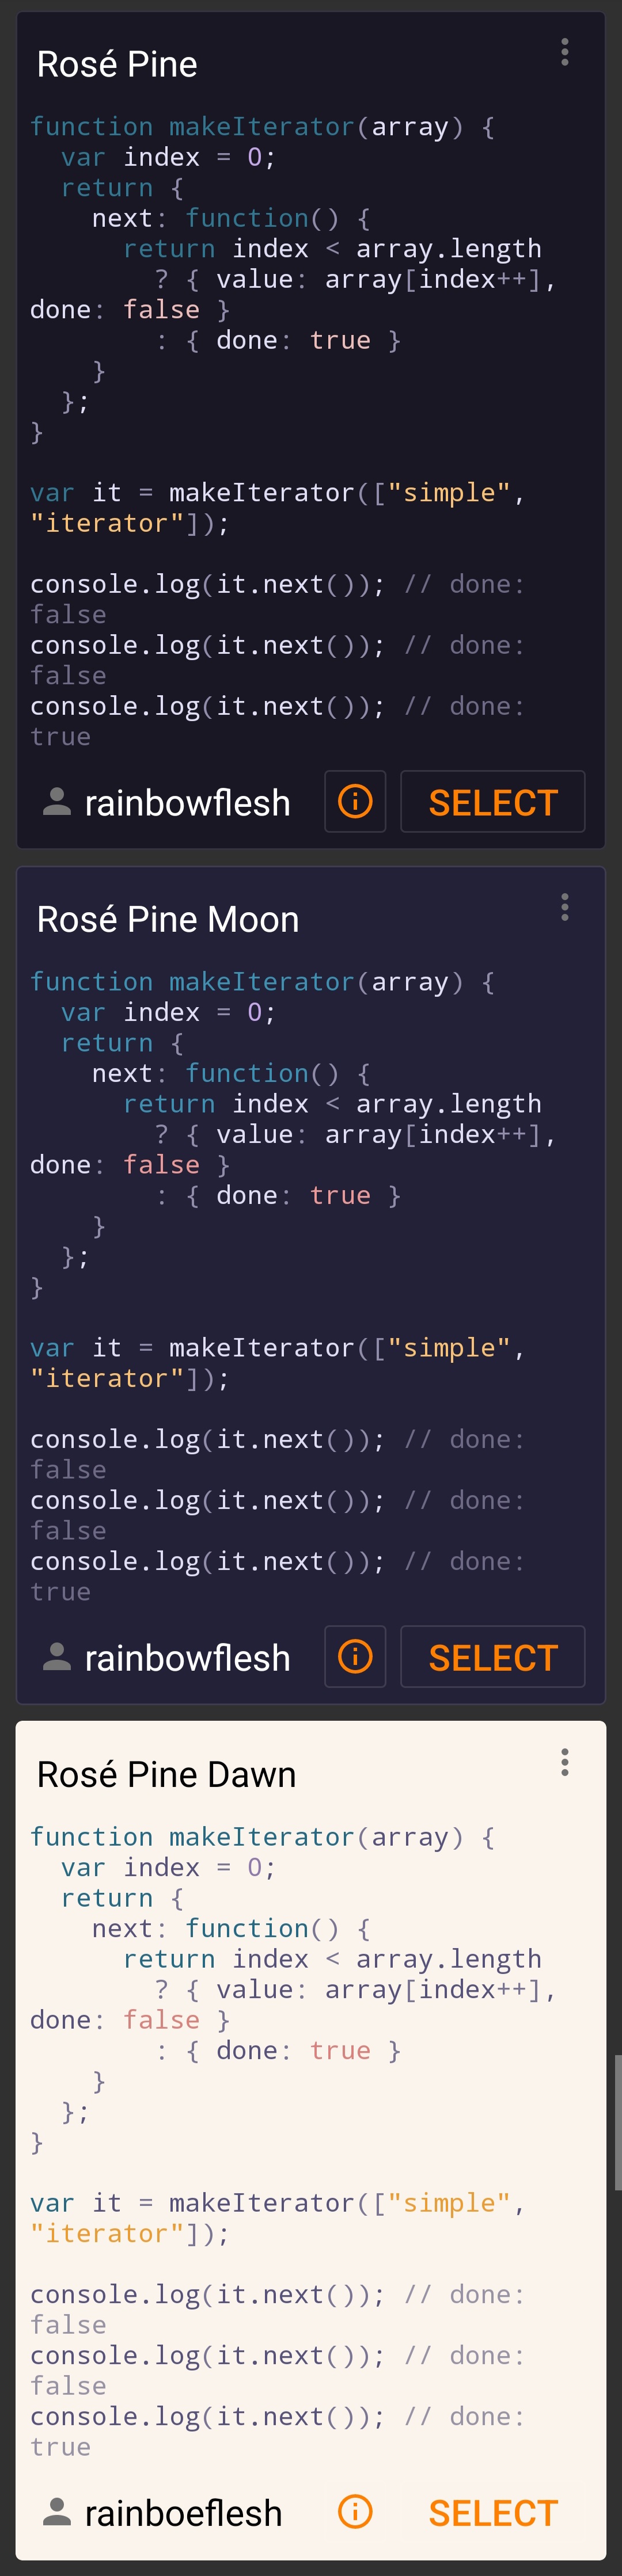 Rosé Pine
function makeIterator(array) {
  var index = 0;
  return {
    next: function() {
      return index < array.length
        ? { value: array[index++],
done: false }
        : { done: true }
    }
  };
}
var it = makeIterator(["simple",
"iterator"]);
console.log(it.next()); // done:
false
console.log(it.next()); // done:
false
console.log(it.next()); // done:
true
rainbowflesh SELECT
Rosé Pine Moon
function makeIterator(array) {
  var index = 0;
  return {
    next: function() {
      return index < array.length
        ? { value: array[index++],
done: false }
        : { done: true }
    }
  };
}
var it = makeIterator(["simple",
"iterator"]);
console.log(it.next()); // done:
false
console.log(it.next()); // done:
false
console.log(it.next()); // done:
true
rainbowflesh SELECT
Rosé Pine Dawn
function makeIterator(array) {
  var index = 0;
  return {
    next: function() {
      return index < array.length
        ? { value: array[index++],
done: false }
        : { done: true }
    }
  };
}
var it = makeIterator(["simple",
"iterator"]);
console.log(it.next()); // done:
false
console.log(it.next()); // done:
false
console.log(it.next()); // done:
true
rainboeflesh SELECT